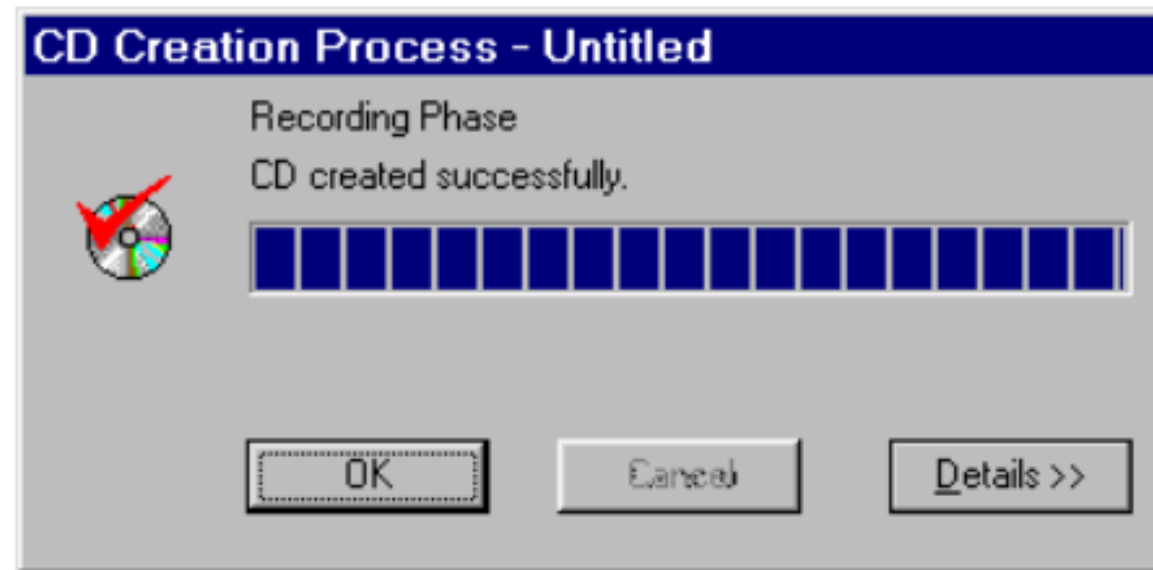 CD Creation Process - Untitled
Recording Phase
CD created successfully.
OK
Cancel
Details >>